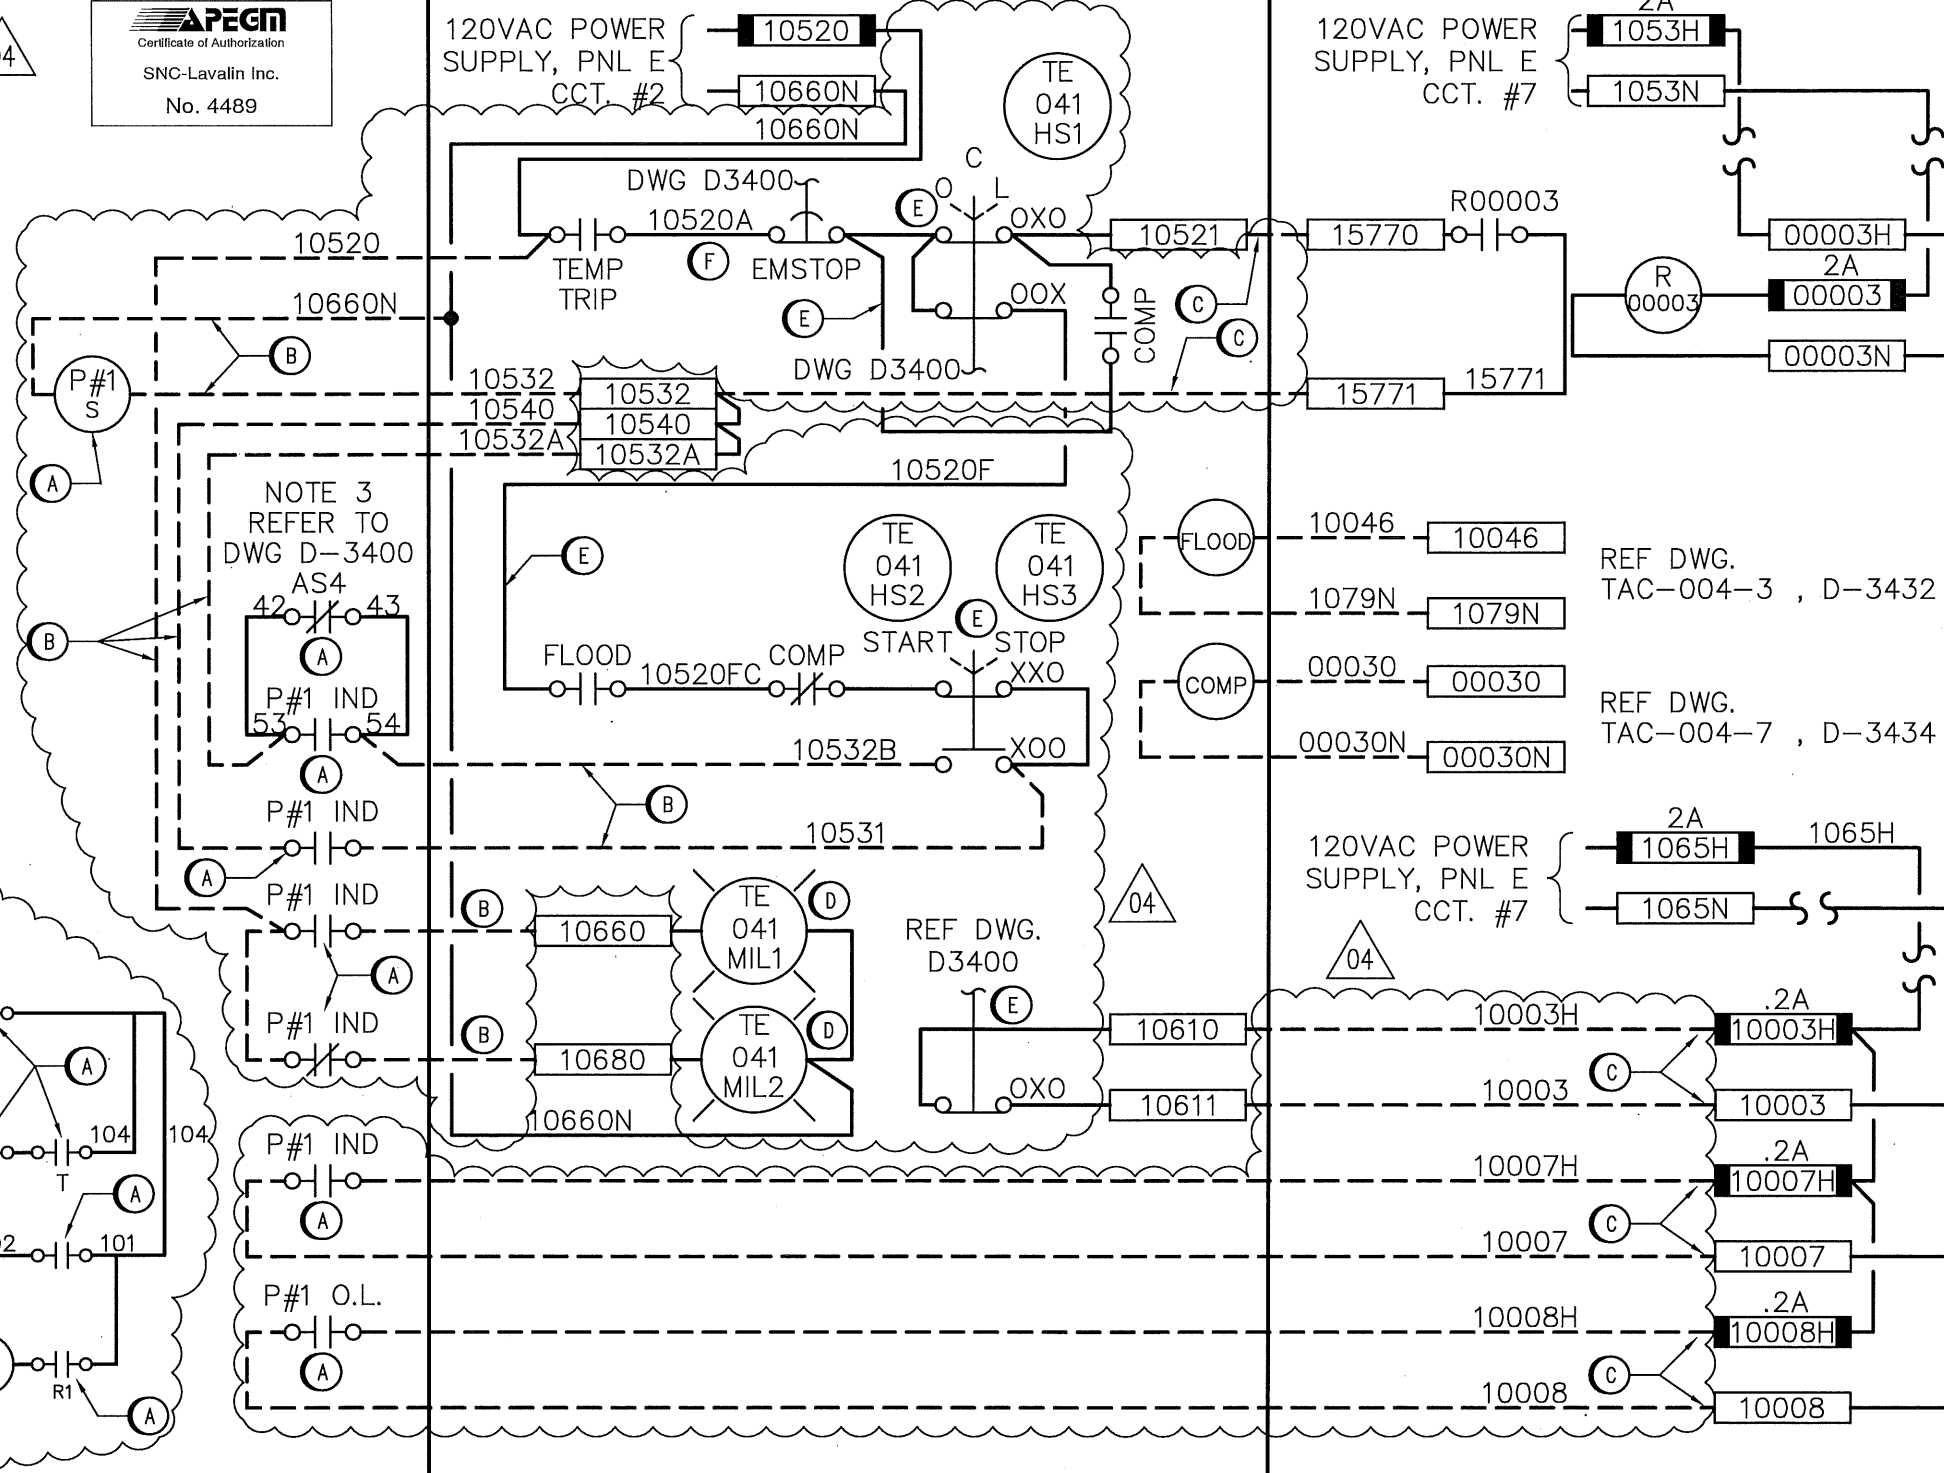 04
APEGM
Certificate of Authorization
SNC-Lavalin Inc.
No. 4489
120VAC POWER
SUPPLY, PNL E
CCT. #2
10520
10660N
10660N
TE
041
HS1
120VAC POWER
SUPPLY, PNL E
CCT. #7
2A
1053H
1053N
DWG D3400
C
O
L
E
OXO
10520
10520A
F
TEMP
TRIP
EMSTOP
10521
15770
R00003
00003H
2A
00003
R
00003
00003N
10660N
B
E
OOX
COMP
C
C
DWG D3400
P#1
S
10532
10532
10540
10540
10532A
10532A
15771
15771
A
10520F
NOTE 3
REFER TO
DWG D-3400
AS4
42
43
A
B
E
TE
041
HS2
TE
041
HS3
E
START
STOP
FLOOD
10046
10046
1079N
1079N
REF DWG.
TAC-004-3 , D-3432
FLOOD
10520FC
COMP
XXO
COMP
00030
00030
00030N
00030N
REF DWG.
TAC-004-7 , D-3434
P#1 IND
53
54
A
10532B
XOO
B
P#1 IND
10531
A
120VAC POWER
SUPPLY, PNL E
CCT. #7
2A
1065H
1065H
1065N
P#1 IND
B
10660
TE
041
MIL1
D
04
A
REF DWG.
D3400
E
04
P#1 IND
B
10680
TE
041
MIL2
D
10610
10003H
.2A
10003H
C
OXO
10611
10003
10003
10660N
A
104
104
T
A
02
101
R1
A
P#1 IND
A
10007H
.2A
10007H
C
10007
10007
P#1 O.L.
A
10008H
.2A
10008H
C
10008
10008